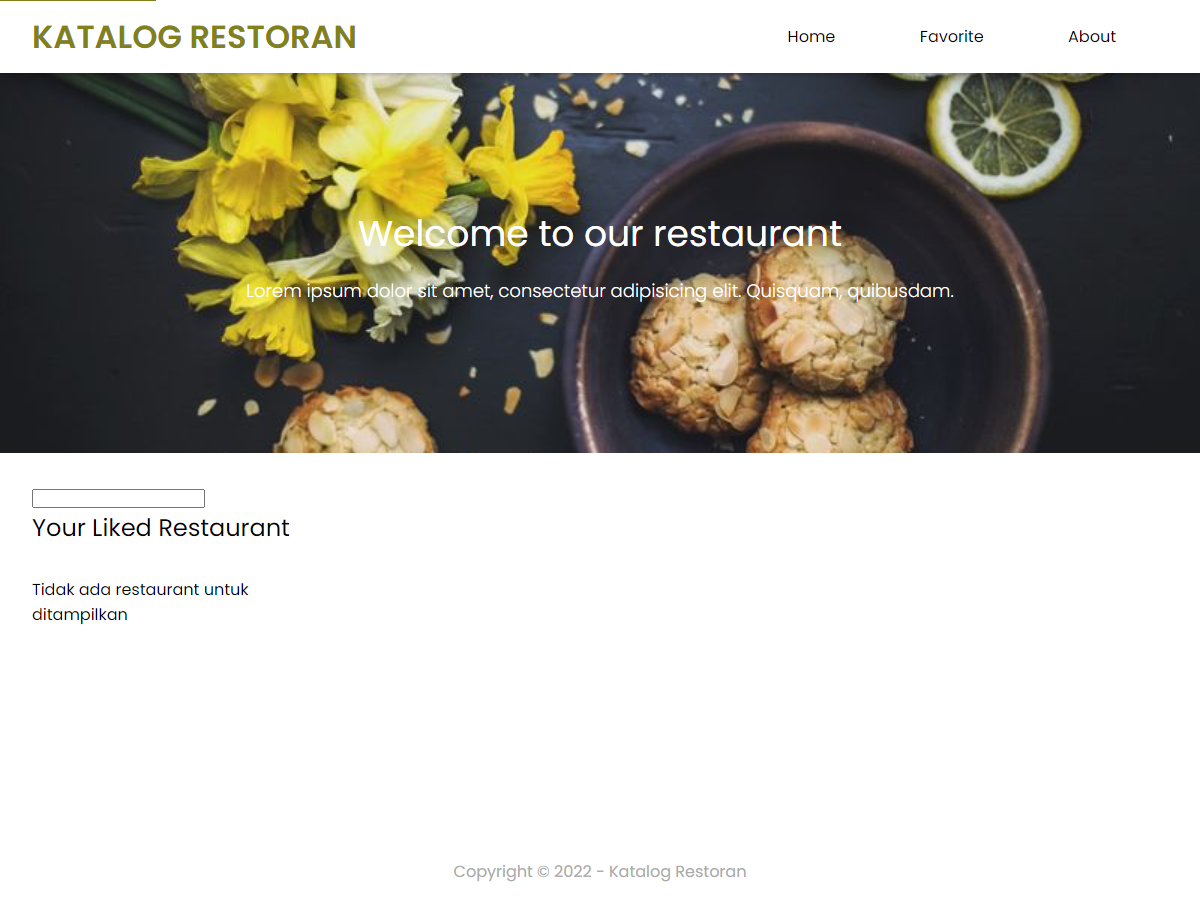 KATALOG RESTORAN
Home
Favorite
About
Welcome to our restaurant
Lorem ipsum dolor sit amet, consectetur adipisicing elit. Quisquam, quibusdam.
Your Liked Restaurant
Tidak ada restaurant untuk
ditampilkan
Copyright © 2022 - Katalog Restoran